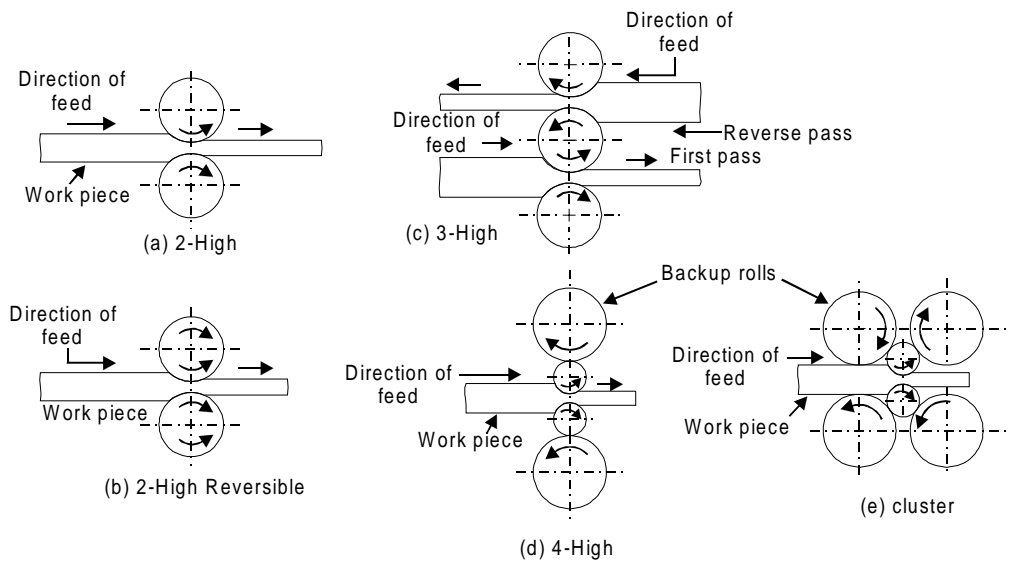 Direction of
feed
Work piece
(a) 2-High
Direction of
feed
Direction of
feed
Reverse pass
First pass
(c) 3-High
Direction of
feed
Work piece
(b) 2-High Reversible
Backup rolls
Direction of
feed
Work piece
(d) 4-High
Direction of
feed
Work piece
(e) cluster